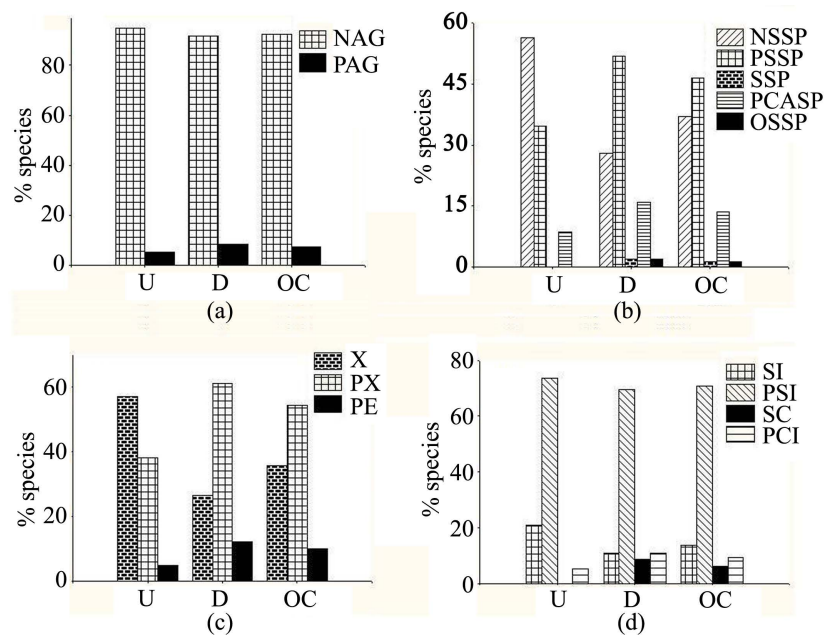 % species
80
60
40
20
0
U D OC
(a)
NAG
PAG
% species
60
45
30
15
0
U D OC
(b)
NSSP
PSSP
SSP
PCASP
OSSP
% species
60
40
20
0
U D OC
(c)
X
PX
PE
% species
80
60
40
20
0
U D OC
(d)
SI
PSI
SC
PCI